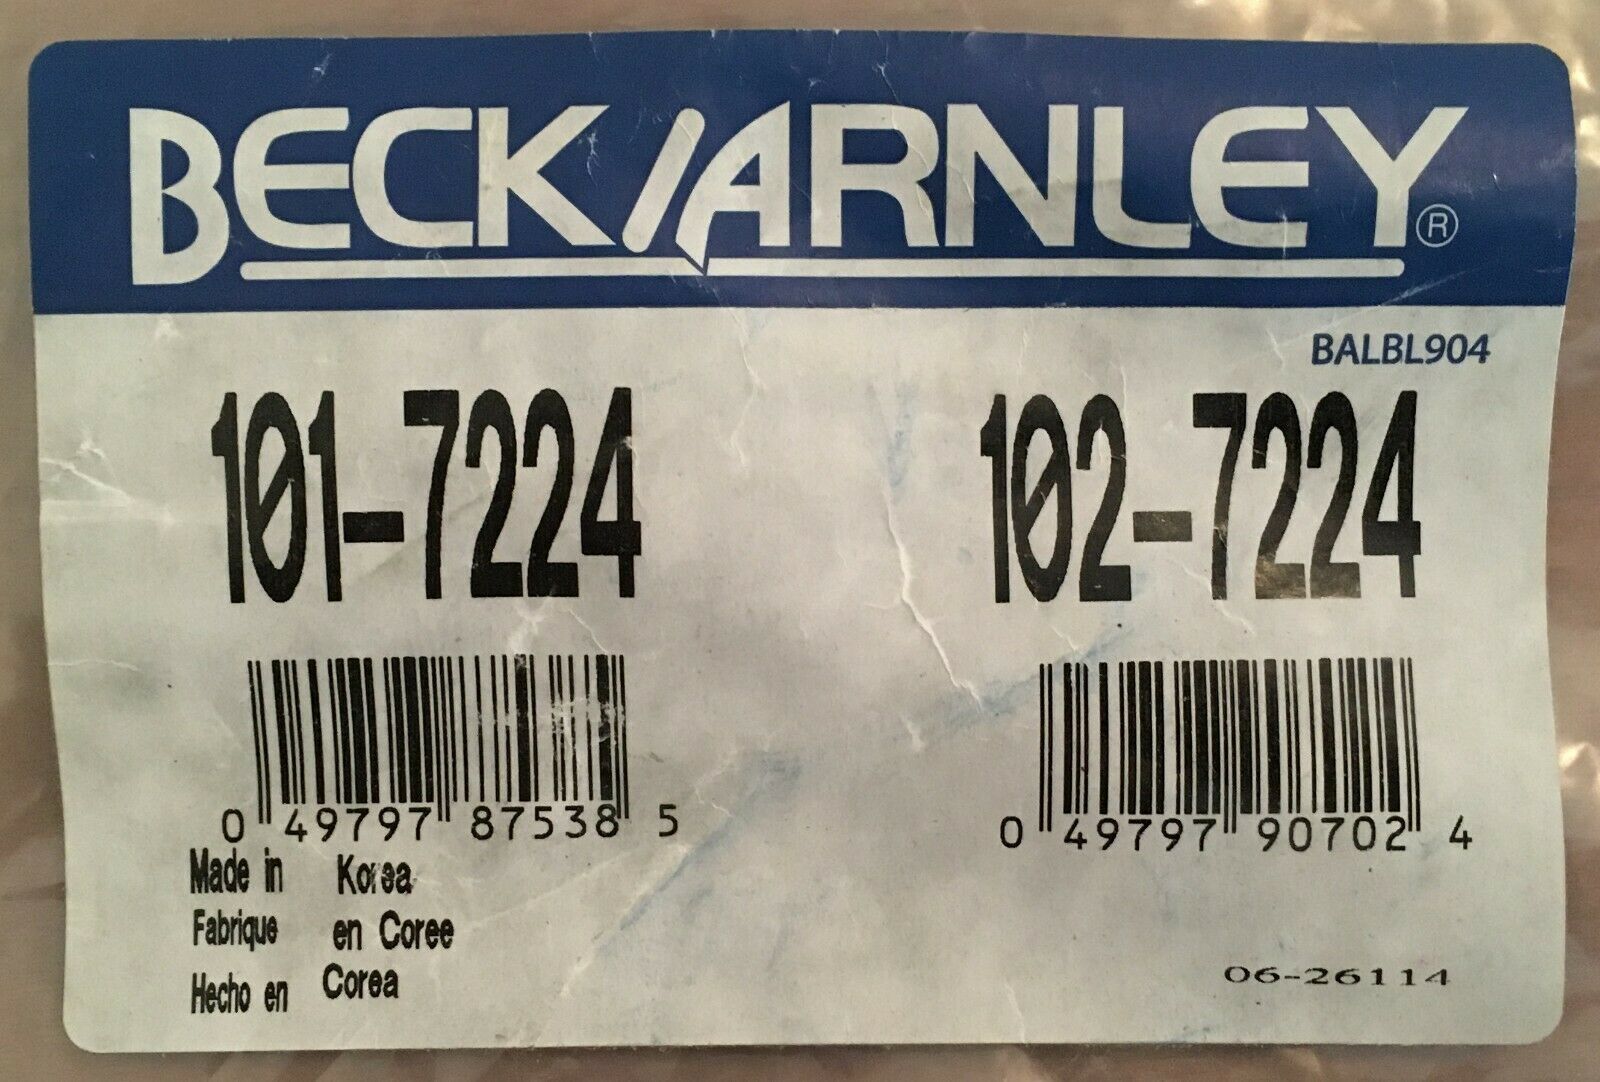 BECK/ARNLEY®
BALBL904
101-7224 102-7224
0 49797 87538 5 0 49797 90702 4
Made in Korea
Fabrique en Coree
Hecho en Corea
06-26114